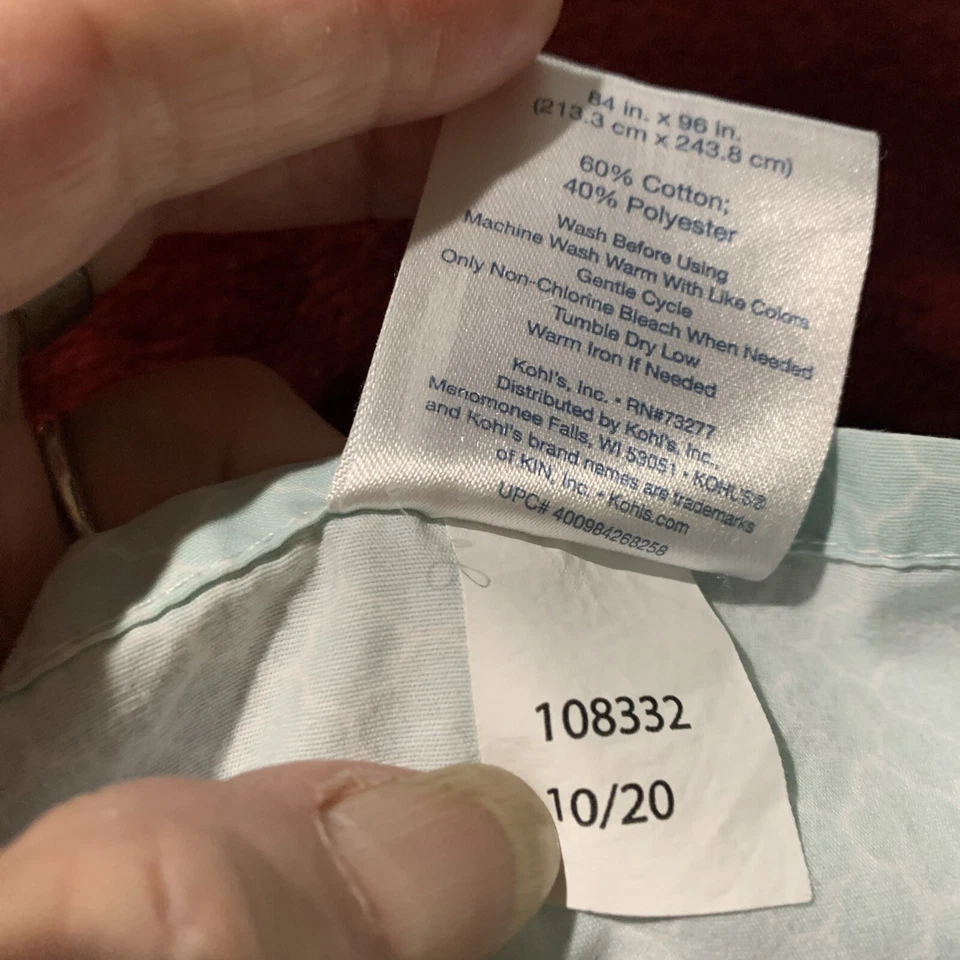 84 in. x 96 in.
(213.3 cm x 243.8 cm)
60% Cotton;
40% Polyester
Wash Before Using
Machine Wash Warm With Like Colors
Gentle Cycle
Only Non-Chlorine Bleach When Needed
Tumble Dry Low
Warm Iron If Needed
Kohl's, Inc. • RN#73277
Distributed by Kohl's, Inc.,
Menomonee Falls, WI 53051 • KOHL'S®
and Kohl's brand names are trademarks
of KIN, Inc. • Kohls.com
UPC# 400984268258
108332
10/20